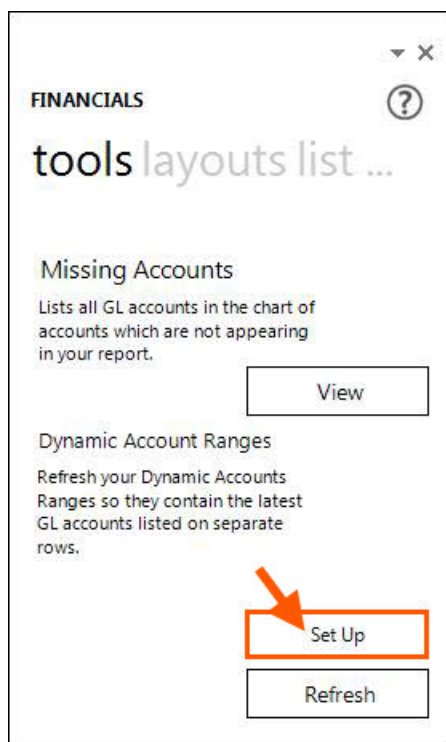 FINANCIALS
tools layouts list ...
Missing Accounts
Lists all GL accounts in the chart of
accounts which are not appearing
in your report.
View
Dynamic Account Ranges
Refresh your Dynamic Accounts
Ranges so they contain the latest
GL accounts listed on separate
rows.
Set Up
Refresh